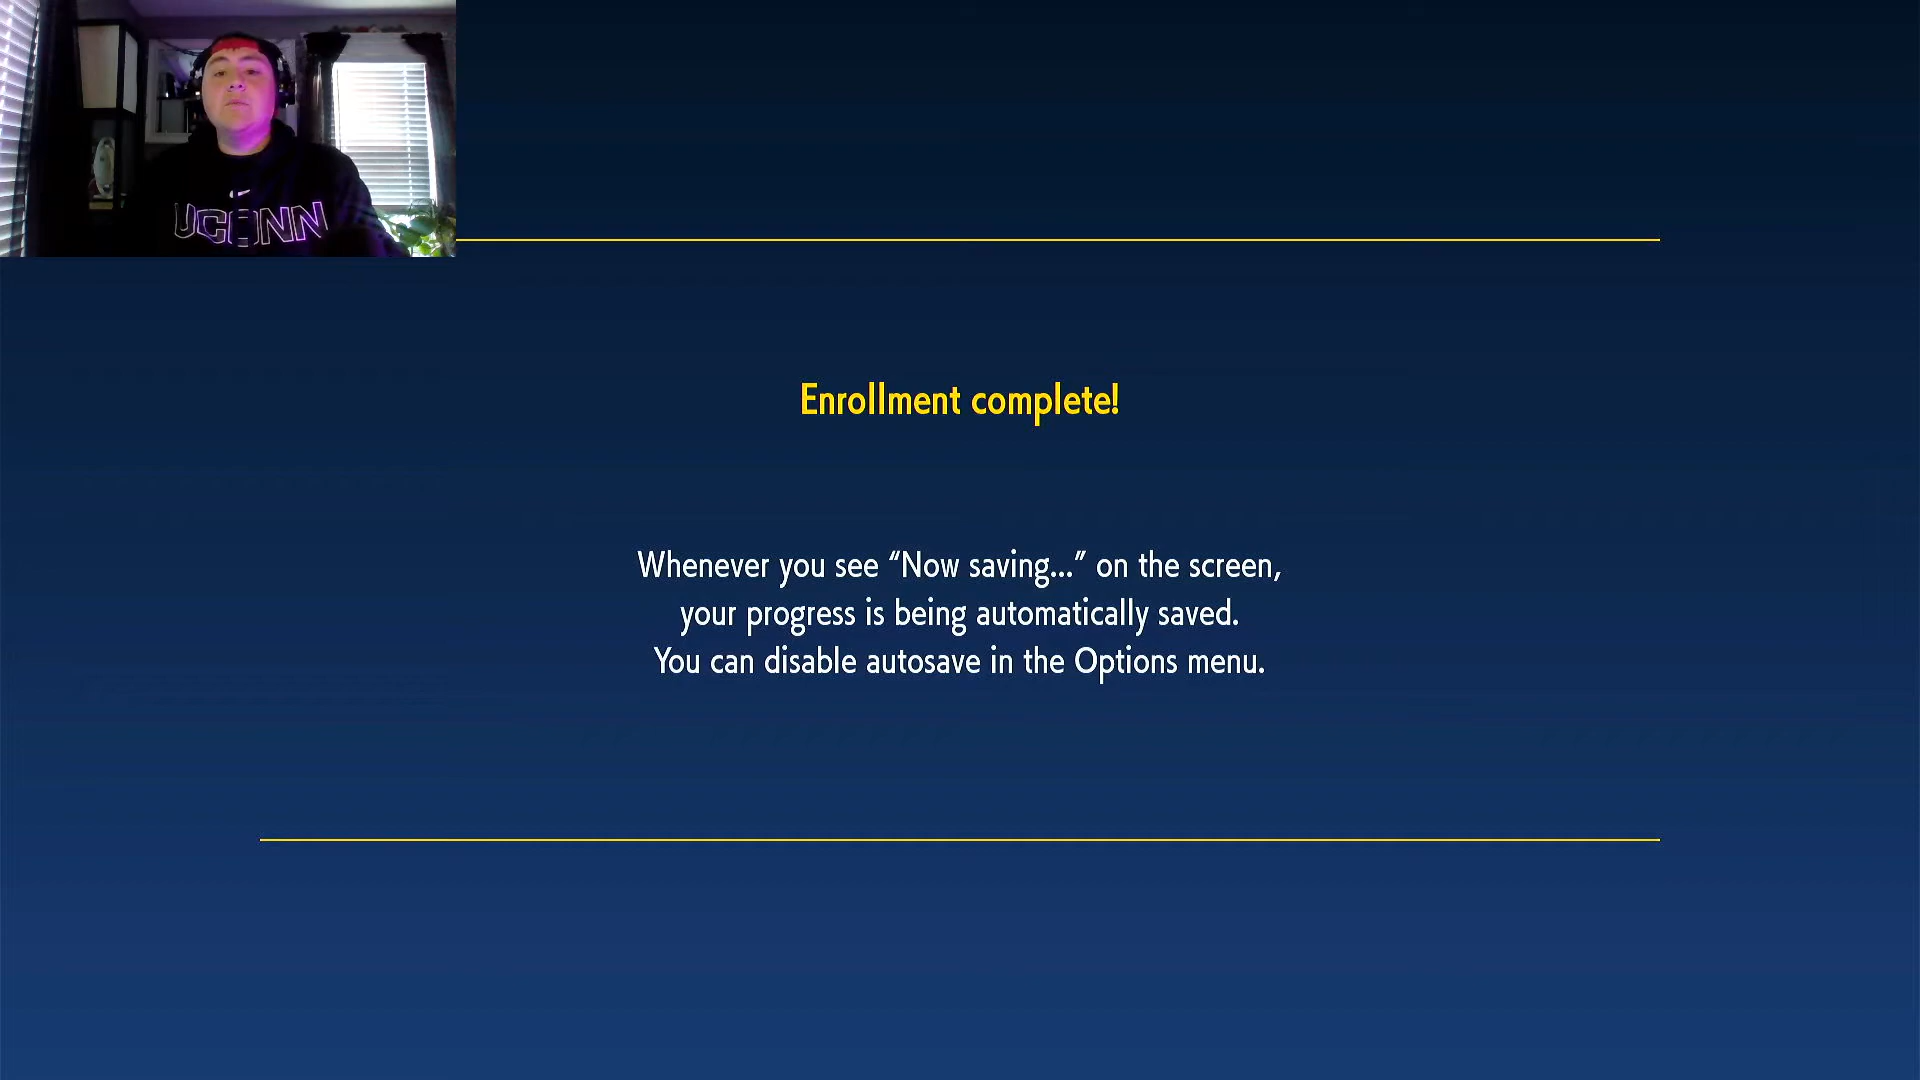 UCONN
Enrollment complete!
Whenever you see “Now saving...” on the screen,
your progress is being automatically saved.
You can disable autosave in the Options menu.